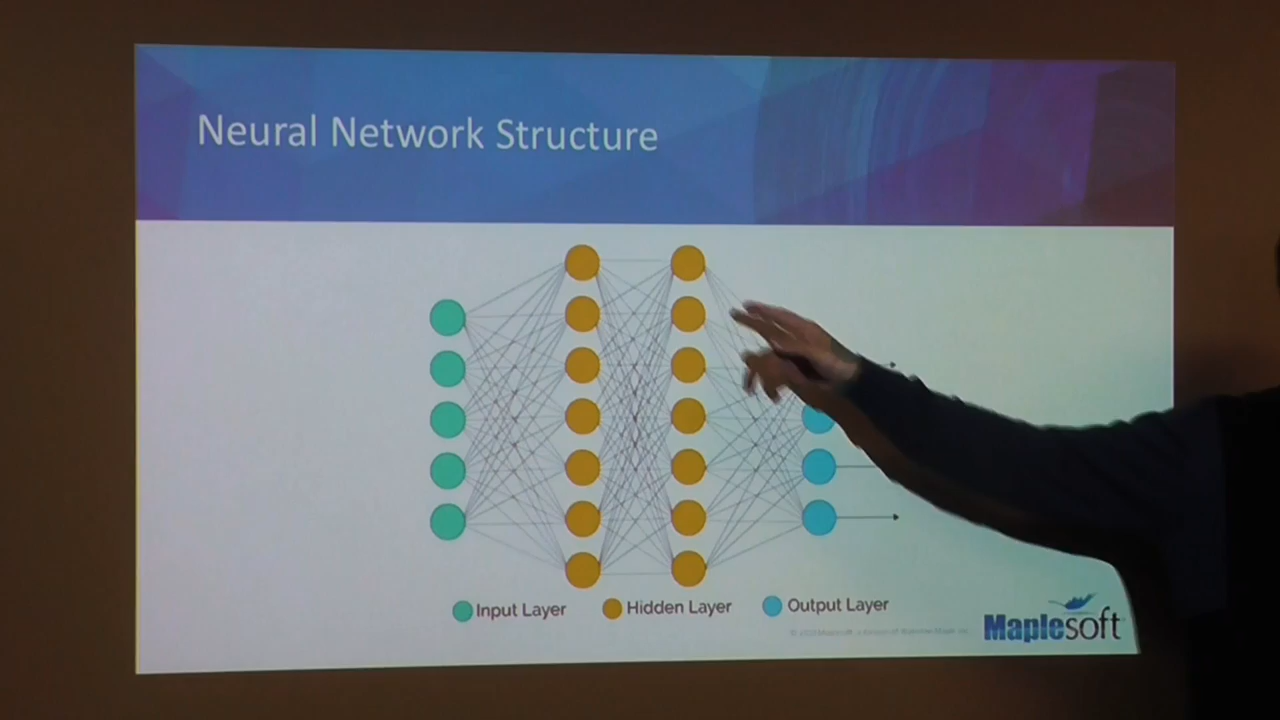 Neural Network Structure
Input Layer
Hidden Layer
Output Layer
Maplesoft